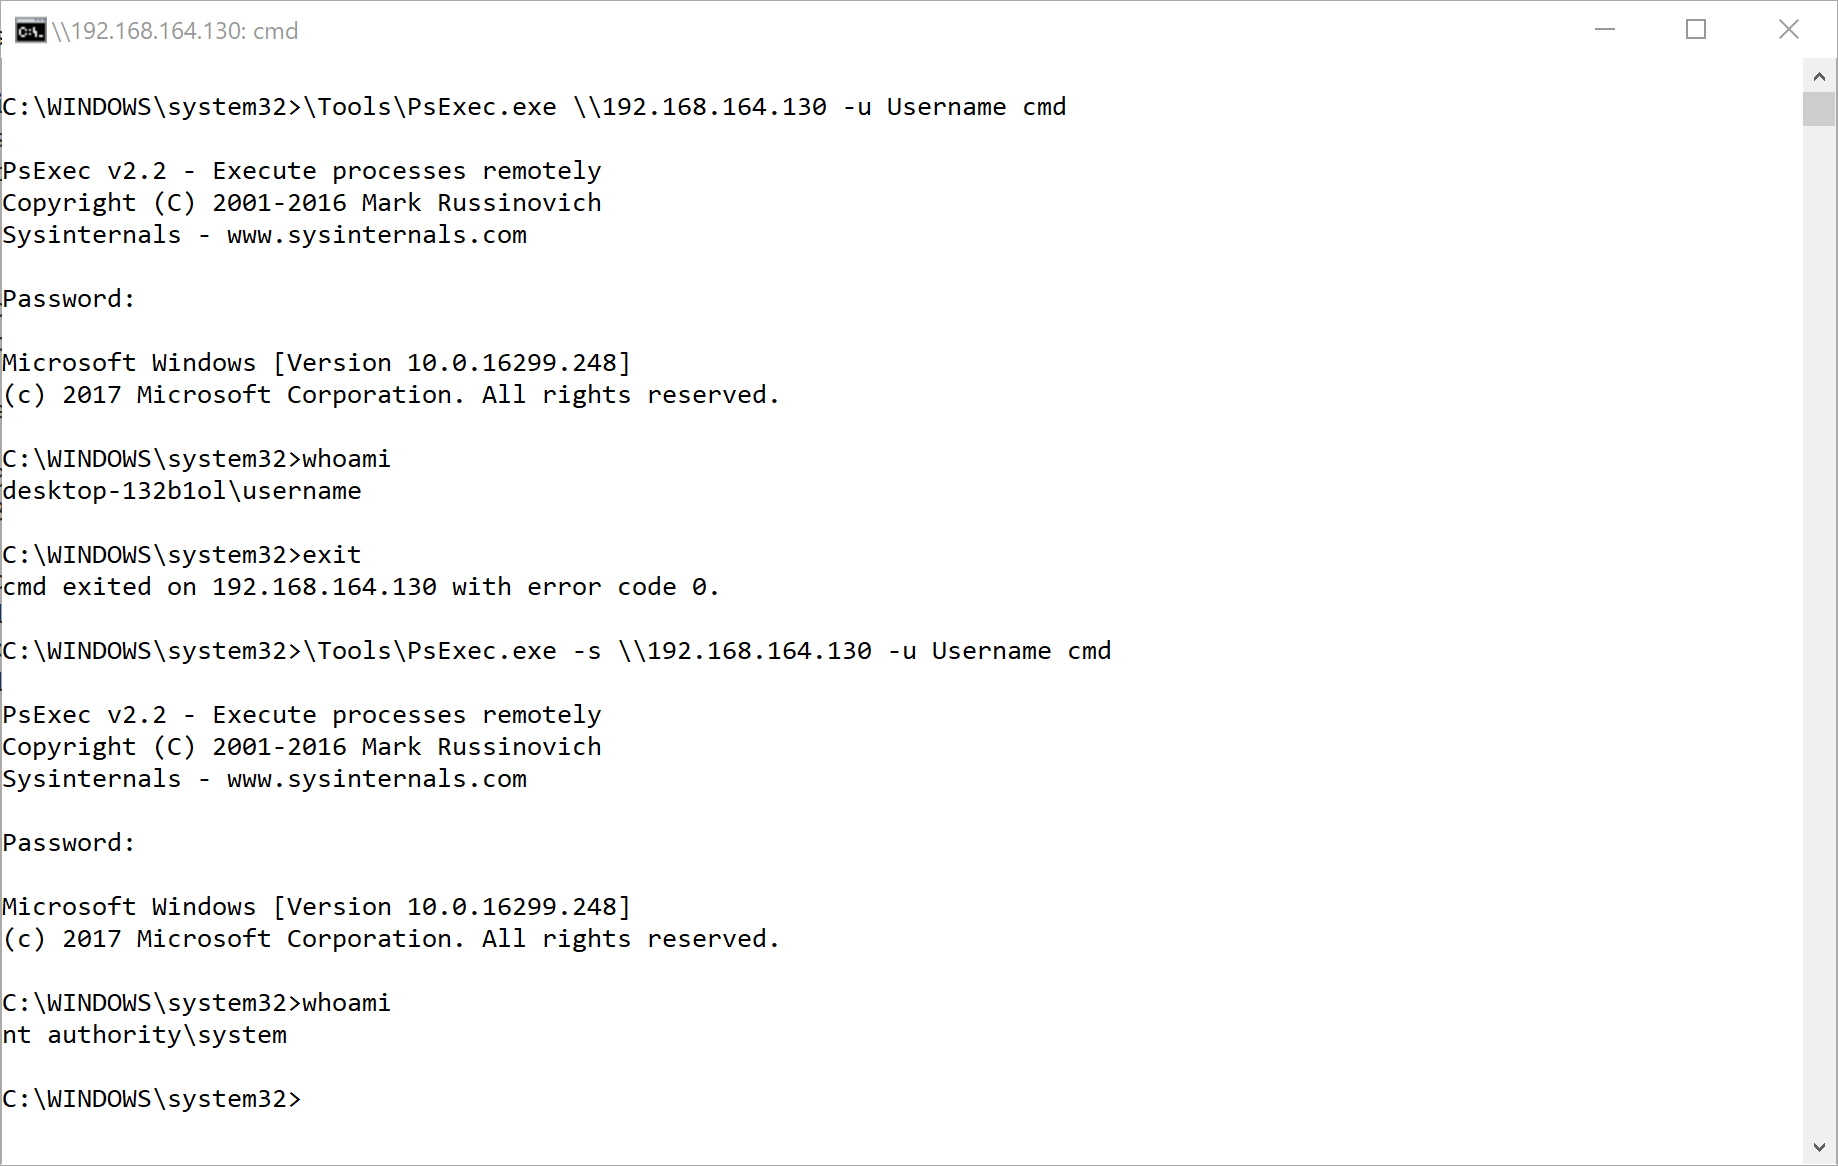 \\192.168.164.130: cmd
C:\WINDOWS\system32>\Tools\PsExec.exe \\192.168.164.130 -u Username cmd
PsExec v2.2 - Execute processes remotely
Copyright (C) 2001-2016 Mark Russinovich
Sysinternals - www.sysinternals.com
Password:
Microsoft Windows [Version 10.0.16299.248]
(c) 2017 Microsoft Corporation. All rights reserved.
C:\WINDOWS\system32>whoami
desktop-132b1ol\username
C:\WINDOWS\system32>exit
cmd exited on 192.168.164.130 with error code 0.
C:\WINDOWS\system32>\Tools\PsExec.exe -s \\192.168.164.130 -u Username cmd
PsExec v2.2 - Execute processes remotely
Copyright (C) 2001-2016 Mark Russinovich
Sysinternals - www.sysinternals.com
Password:
Microsoft Windows [Version 10.0.16299.248]
(c) 2017 Microsoft Corporation. All rights reserved.
C:\WINDOWS\system32>whoami
nt authority\system
C:\WINDOWS\system32>